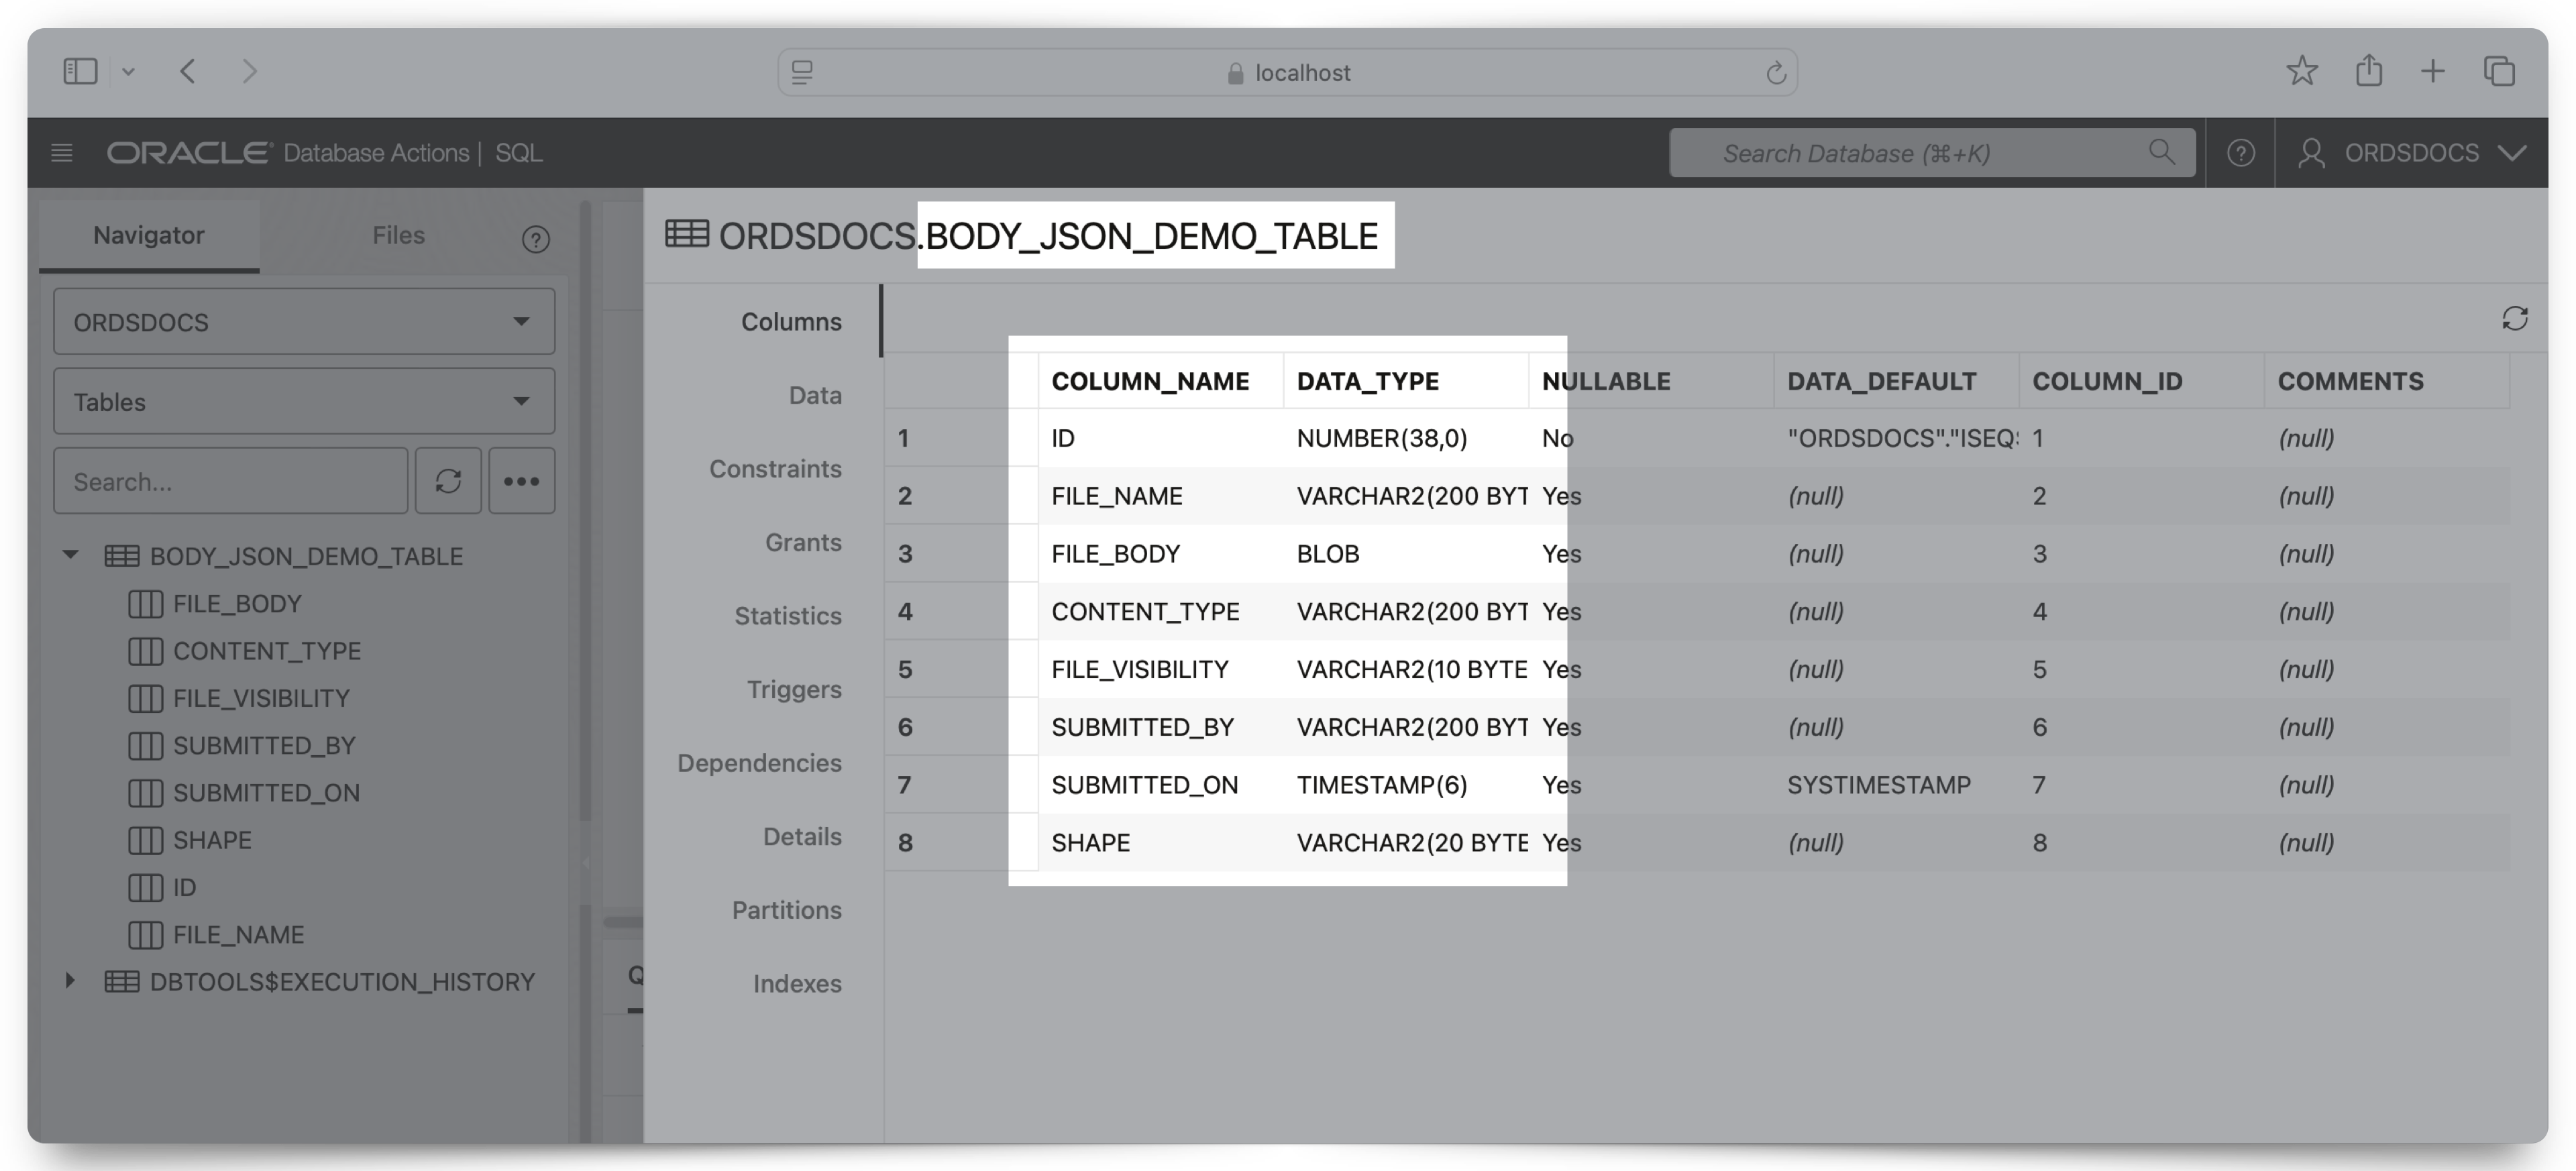 localhost
ORACLE Database Actions | SQL
Search Database (⌘+K)
ORDSDOCS
Navigator
Files
ORDSDOCS
Tables
Search...
BODY_JSON_DEMO_TABLE
FILE_BODY
CONTENT_TYPE
FILE_VISIBILITY
SUBMITTED_BY
SUBMITTED_ON
SHAPE
ID
FILE_NAME
DBTOOLS$EXECUTION_HISTORY
Q
ORDSDOCS.BODY_JSON_DEMO_TABLE
Columns
Data
Constraints
Grants
Statistics
Triggers
Dependencies
Details
Partitions
Indexes
COLUMN_NAME DATA_TYPE NULLABLE DATA_DEFAULT COLUMN_ID COMMENTS
1 ID NUMBER(38,0) No "ORDSDOCS"."ISEQ 1 (null)
2 FILE_NAME VARCHAR2(200 BYT Yes (null) 2 (null)
3 FILE_BODY BLOB Yes (null) 3 (null)
4 CONTENT_TYPE VARCHAR2(200 BYT Yes (null) 4 (null)
5 FILE_VISIBILITY VARCHAR2(10 BYTE Yes (null) 5 (null)
6 SUBMITTED_BY VARCHAR2(200 BYT Yes (null) 6 (null)
7 SUBMITTED_ON TIMESTAMP(6) Yes SYSTIMESTAMP 7 (null)
8 SHAPE VARCHAR2(20 BYTE Yes (null) 8 (null)